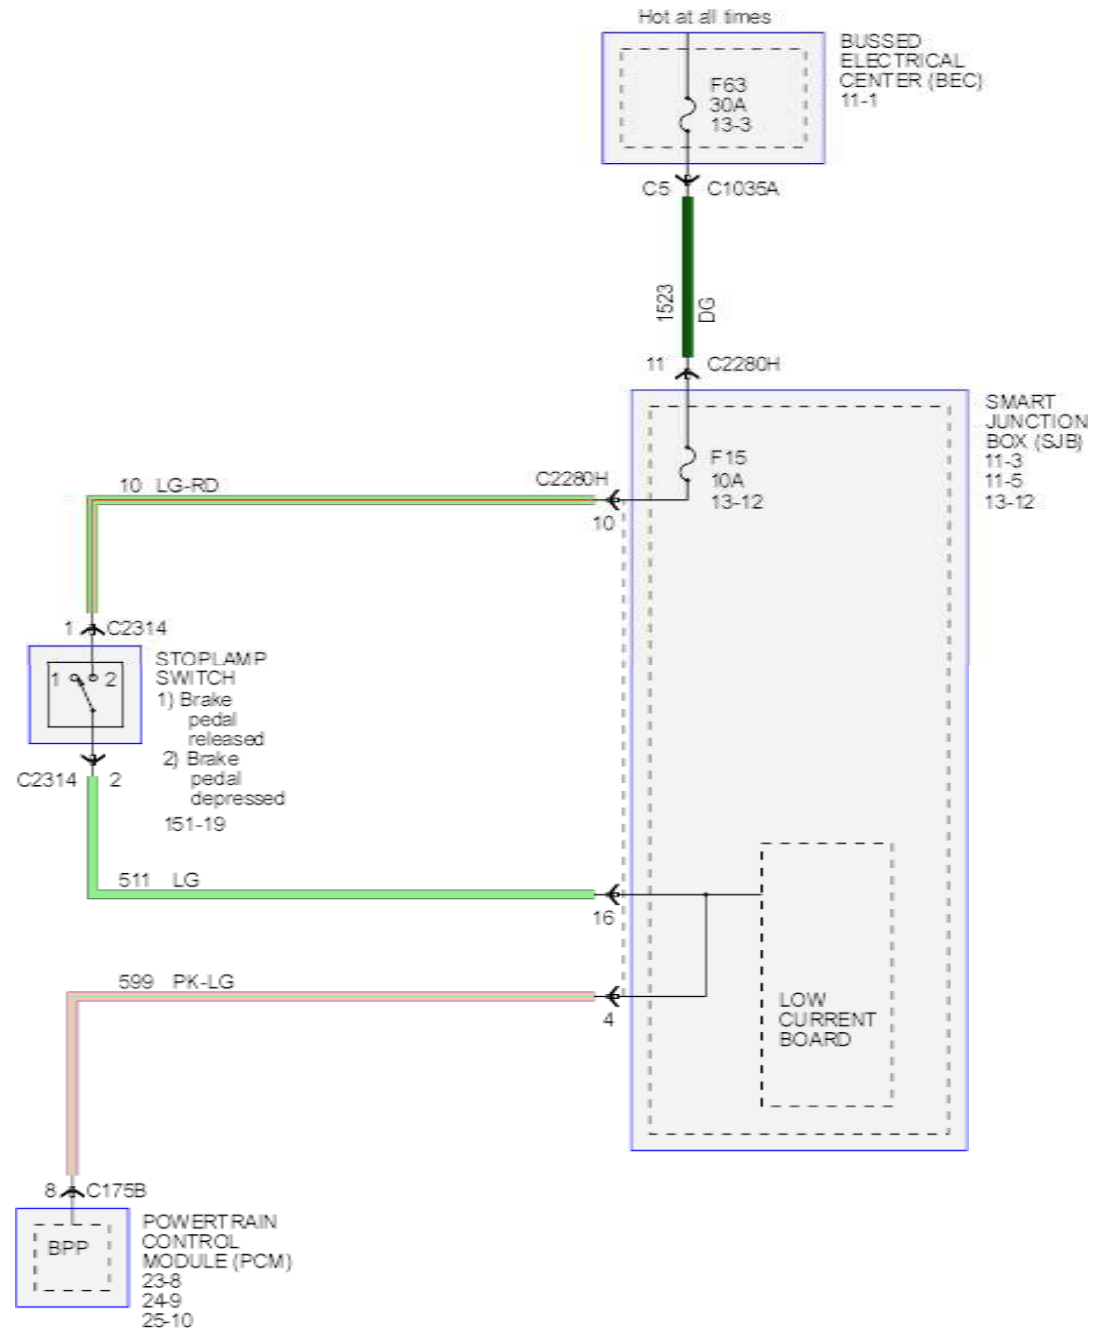 Hot at all times
BUSSED
ELECTRICAL
CENTER (BEC)
11-1
F63
30A
13-3
C5
C1035A
1523
DG
11
C2280H
SMART
JUNCTION
BOX (SJB)
11-3
11-5
13-12
F15
10A
13-12
C2280H
10
10 LG-RD
1
C2314
1
2
STOPLAMP
SWITCH
1) Brake
pedal
released
2) Brake
pedal
depressed
151-19
C2314
2
511 LG
16
599 PK-LG
4
LOW
CURRENT
BOARD
8
C175B
BPP
POWERTRAIN
CONTROL
MODULE (PCM)
23-8
24-9
25-10